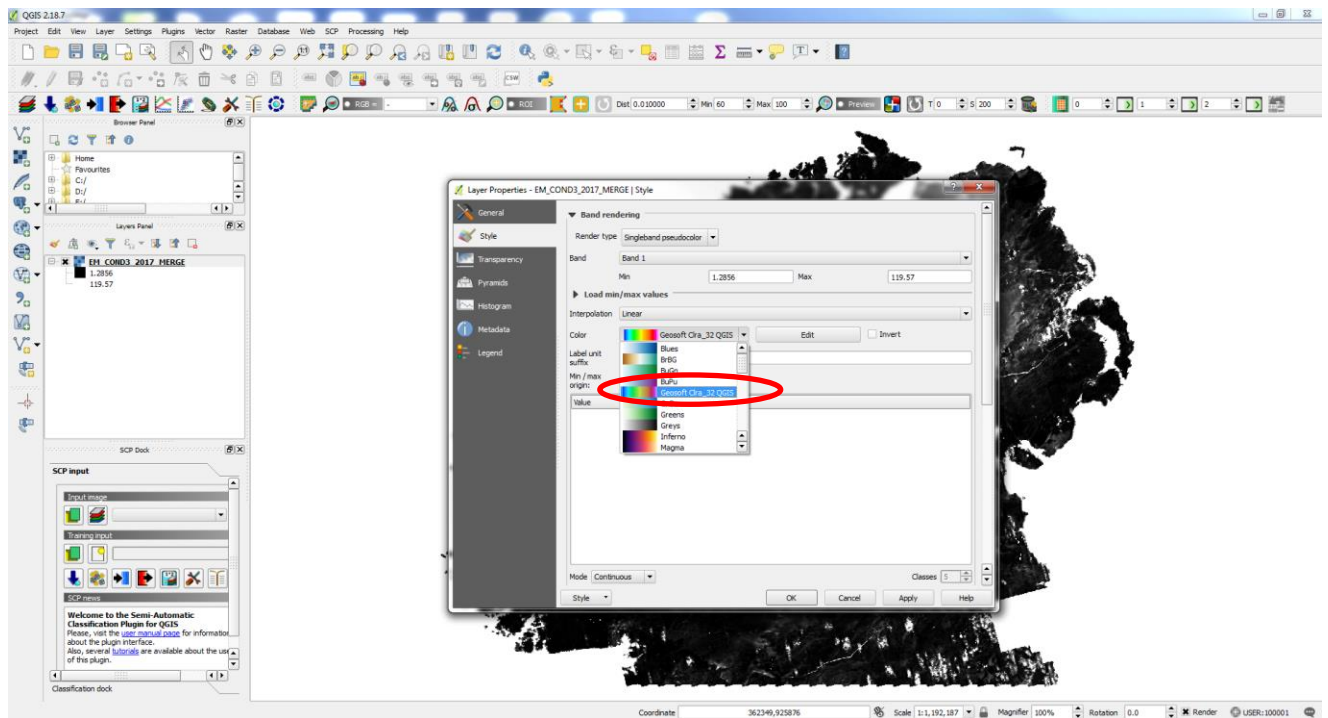 QGIS 2.18.7
Project Edit View Layer Settings Plugins Vector Raster Database Web SCP Processing Help
RGB = -
ROI
Dist 0.010000
Min 60
Max 100
Preview
T 0
S 200
0
1
2
Browser Panel
Home
Favourites
C:/
D:/
Layers Panel
EM_COND3_2017_MERGE
1.2856
119.57
SCP Dock
SCP input
Input image
Training input
SCP news
Welcome to the Semi-Automatic
Classification Plugin for QGIS
Please, visit the user manual page for information
about the plugin interface.
Also, several tutorials are available about the use
of this plugin.
Classification dock
Layer Properties - EM_COND3_2017_MERGE | Style
General
Style
Transparency
Pyramids
Histogram
Metadata
Legend
Band rendering
Render type Singleband pseudocolor
Band Band 1
Min 1.2856 Max 119.57
Load min/max values
Interpolation Linear
Color Geosoft Clra_32 QGIS Edit Invert
Label unit
suffix
Min / max
origin:
Value
Blues
BrBG
BuGn
BuPu
Geosoft Clra_32 QGIS
Greens
Greys
Inferno
Magma
Mode Continuous Classes 5
Style OK Cancel Apply Help
Coordinate 362349,925876 Scale 1:1,192,187 Magnifier 100% Rotation 0.0 Render USER:100001